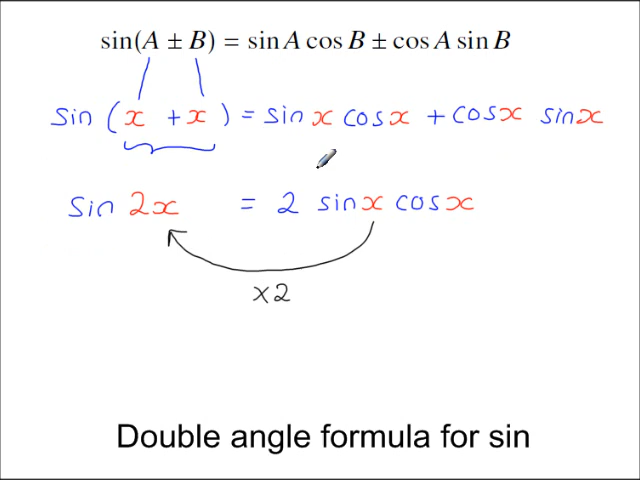 sin(A ± B) = sin A cos B ± cos A sin B
sin (x + x) = sin x cos x + cos x sin x
sin 2x = 2 sin x cos x
×2
Double angle formula for sin